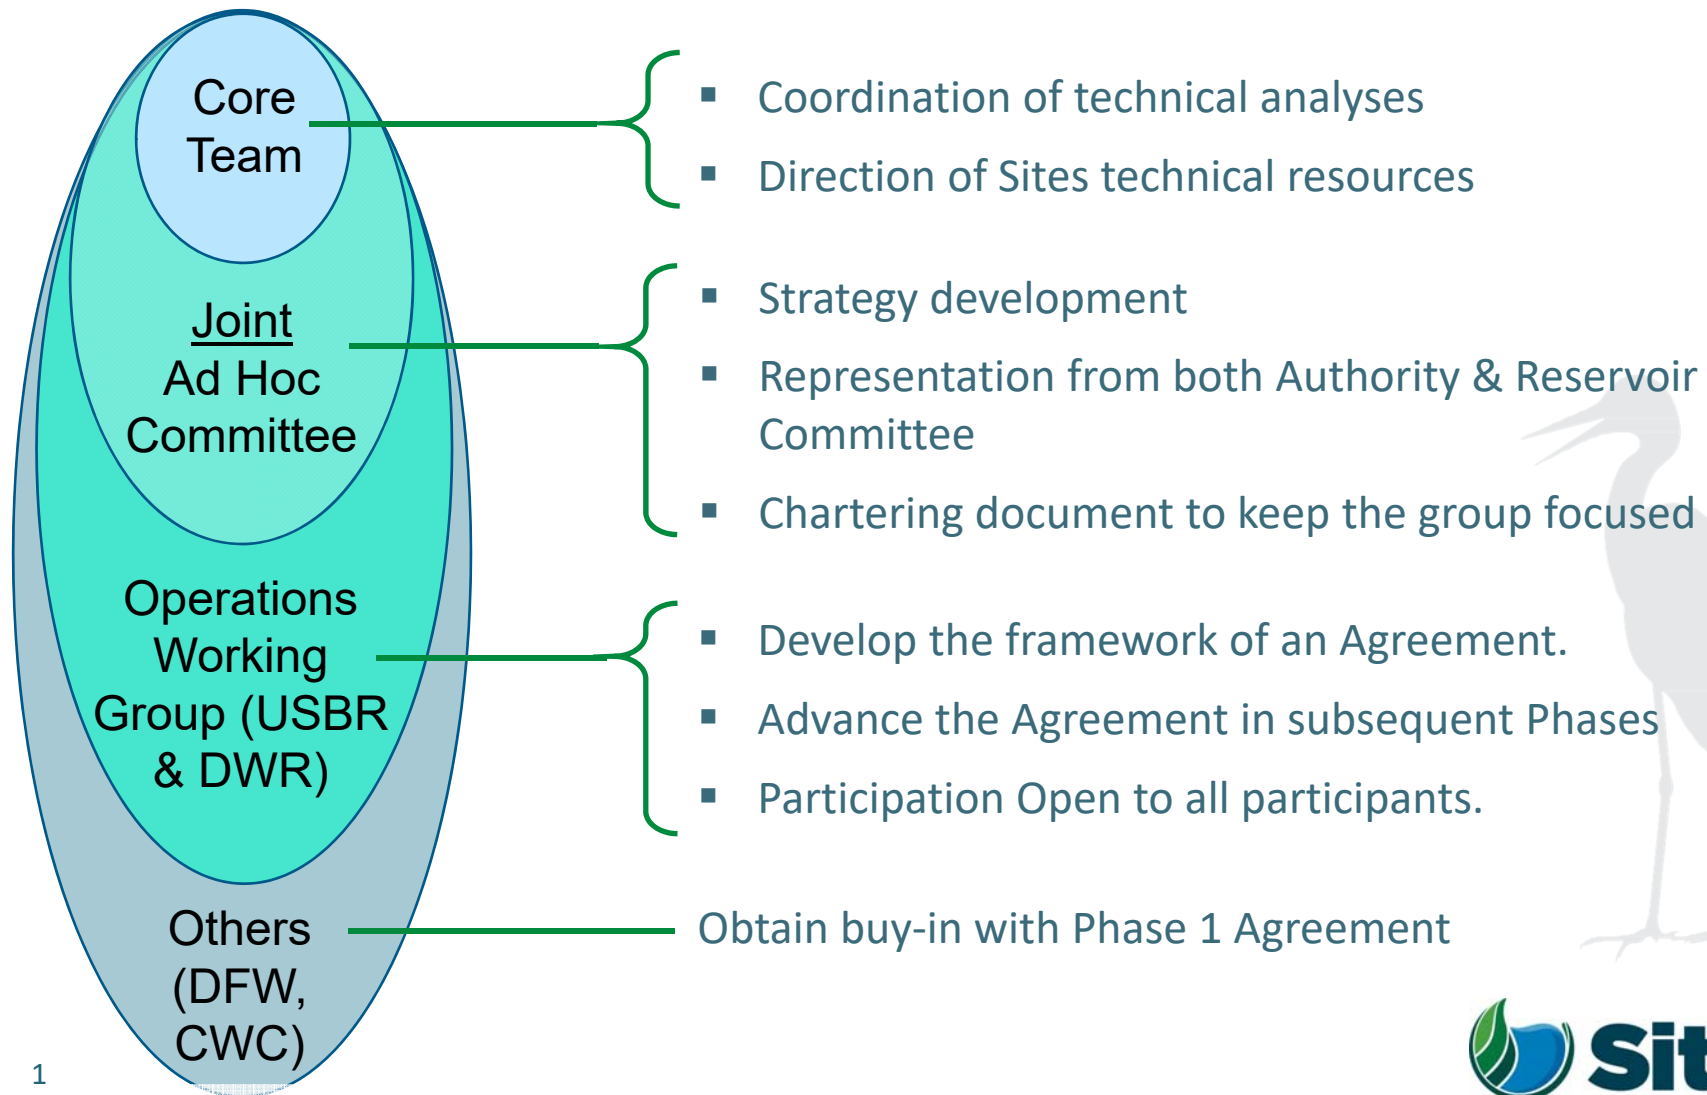 Core
Team
▪ Coordination of technical analyses
▪ Direction of Sites technical resources
Joint
Ad Hoc
Committee
▪ Strategy development
▪ Representation from both Authority & Reservoir
Committee
▪ Chartering document to keep the group focused
Operations
Working
Group (USBR
& DWR)
▪ Develop the framework of an Agreement.
▪ Advance the Agreement in subsequent Phases
▪ Participation Open to all participants.
Others
(DFW,
CWC)
Obtain buy-in with Phase 1 Agreement
1
Sit